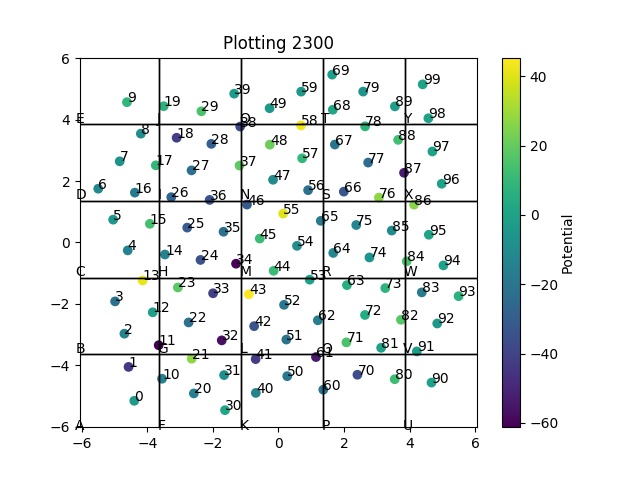 Plotting 2300
6
9 19 29 39 49 59 69 79 89 99
4 E J O T Y
8 18 28 38 48 58 68 78 88 98
7 17 27 37 47 57 67 77 87 97
2 D I N S X
6 16 26 36 46 56 66 76 86 96
5 15 25 35 45 55 65 75 85 95
0
4 14 24 34 44 54 64 74 84 94
C H M R W
3 13 23 33 43 53 63 73 83 93
−2
2 12 22 32 42 52 62 72 82 92
B G L Q V
1 11 21 31 41 51 61 71 81 91
−4
0 10 20 30 40 50 60 70 80 90
−6 A F K P U
−6 −4 −2 0 2 4 6
40
20
0
−20
−40
−60
Potential